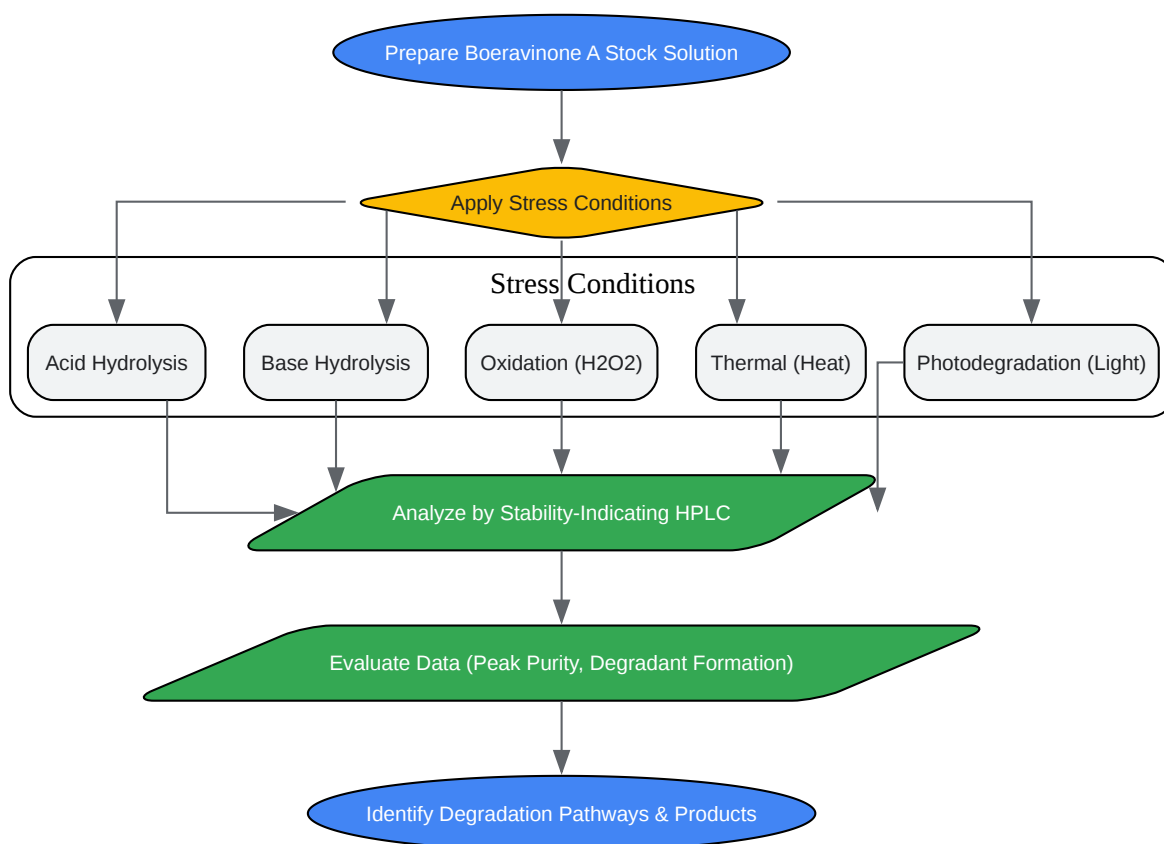 Prepare Boeravinone A Stock Solution
Apply Stress Conditions
Stress Conditions
Acid Hydrolysis
Base Hydrolysis
Oxidation (H2O2)
Thermal (Heat)
Photodegradation (Light)
Analyze by Stability-Indicating HPLC
Evaluate Data (Peak Purity, Degradant Formation)
Identify Degradation Pathways & Products